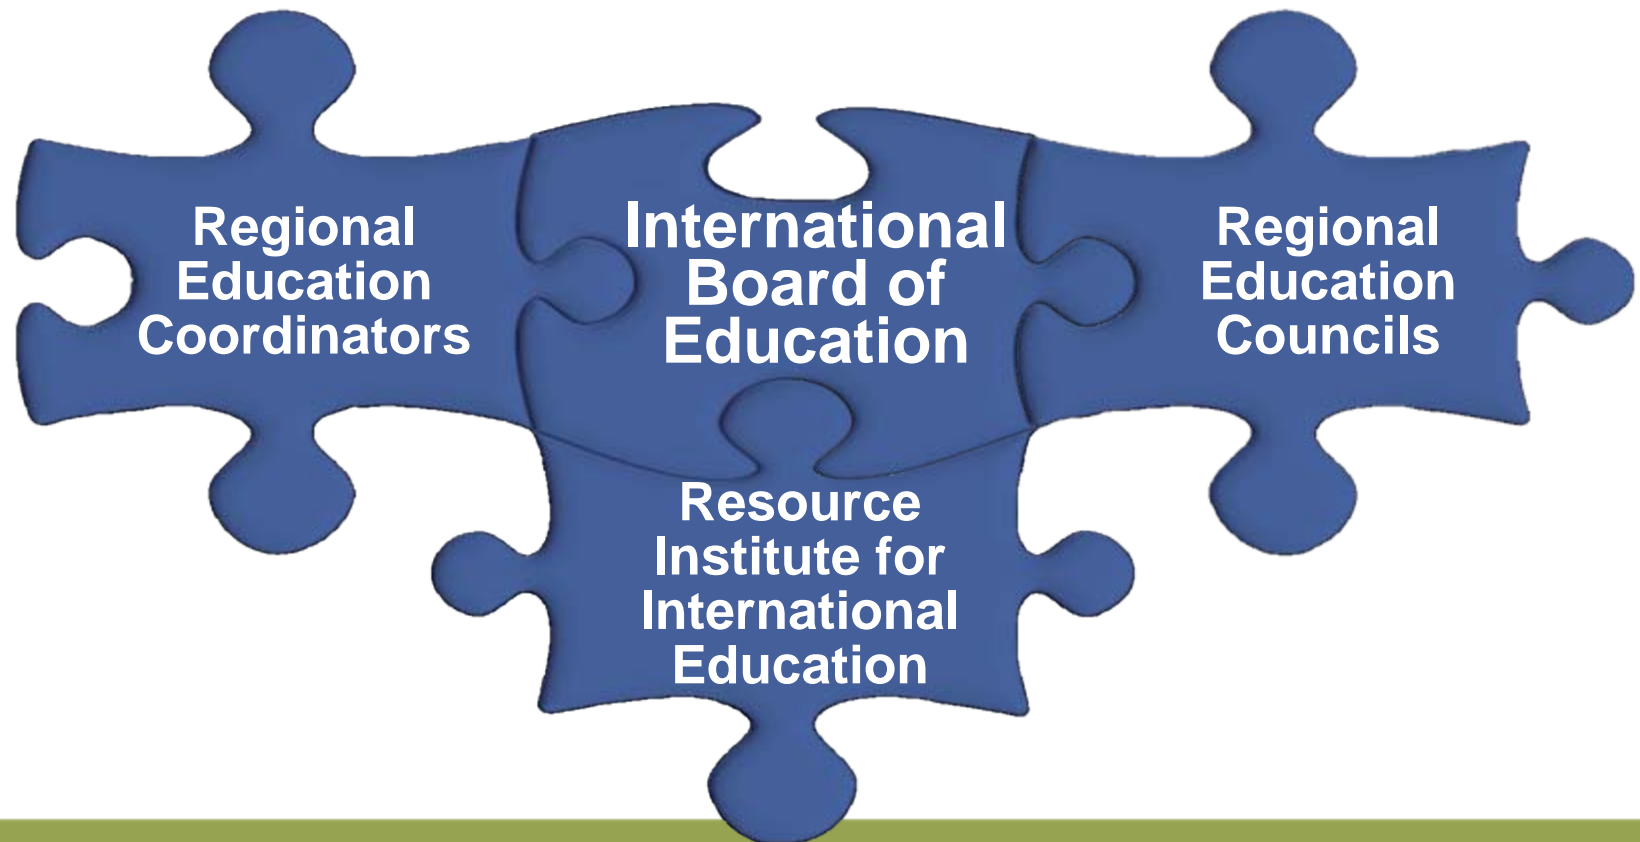 Regional
Education
Coordinators
International
Board of
Education
Regional
Education
Councils
Resource
Institute for
International
Education